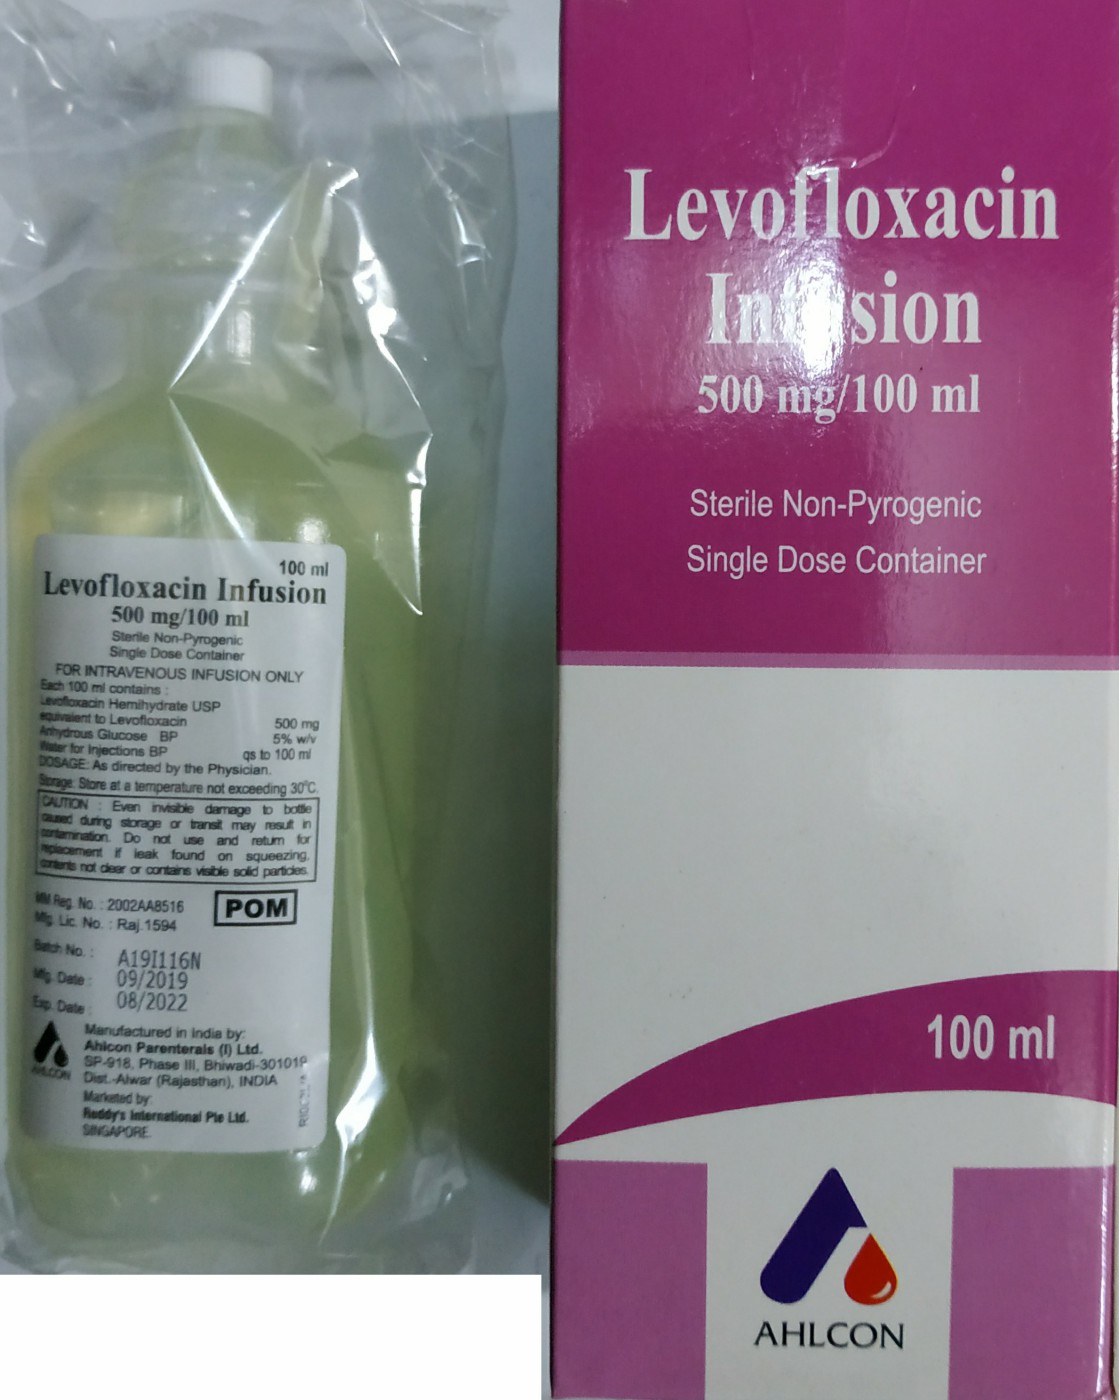 100 ml
Levofloxacin Infusion
500 mg/100 ml
Sterile Non-Pyrogenic
Single Dose Container
FOR INTRAVENOUS INFUSION ONLY
Each 100 ml contains :
Levofloxacin Hemihydrate USP
equivalent to Levofloxacin 500 mg
Anhydrous Glucose BP 5% w/v
Water for Injections BP qs to 100 ml
DOSAGE: As directed by the Physician.
Storage: Store at a temperature not exceeding 30°C.
CAUTION : Even invisible damage to bottle
caused during storage or transit may result in
contamination. Do not use and return for
replacement if leak found on squeezing,
contents not clear or contains visible solid particles.
MM Reg. No. : 2002AA8516
Mfg. Lic. No. : Raj.1594
POM
Batch No. : A19I116N
Mfg. Date : 09/2019
Exp. Date : 08/2022
Manufactured in India by:
Ahlcon Parenterals (I) Ltd.
SP-918, Phase III, Bhiwadi-301019
Dist.-Alwar (Rajasthan), INDIA
AHLCON
Marketed by:
Reddy's International Pte Ltd.
SINGAPORE.
Levofloxacin
Infusion
500 mg/100 ml
Sterile Non-Pyrogenic
Single Dose Container
100 ml
AHLCON